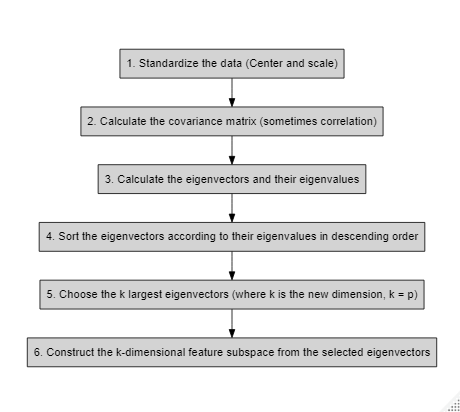 1. Standardize the data (Center and scale)
2. Calculate the covariance matrix (sometimes correlation)
3. Calculate the eigenvectors and their eigenvalues
4. Sort the eigenvectors according to their eigenvalues in descending order
5. Choose the k largest eigenvectors (where k is the new dimension, k = p)
6. Construct the k-dimensional feature subspace from the selected eigenvectors